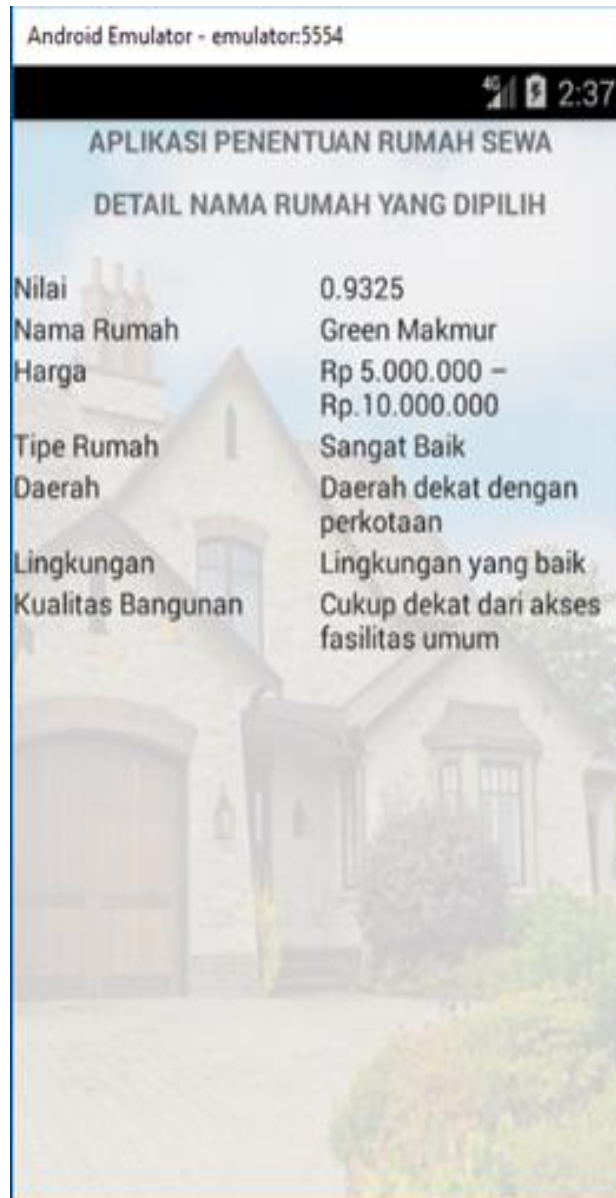 Android Emulator - emulator:5554
4G 2:37
APLIKASI PENENTUAN RUMAH SEWA
DETAIL NAMA RUMAH YANG DIPILIH
Nilai 0.9325
Nama Rumah Green Makmur
Harga Rp 5.000.000 –
Rp.10.000.000
Tipe Rumah Sangat Baik
Daerah Daerah dekat dengan
perkotaan
Lingkungan Lingkungan yang baik
Kualitas Bangunan Cukup dekat dari akses
fasilitas umum